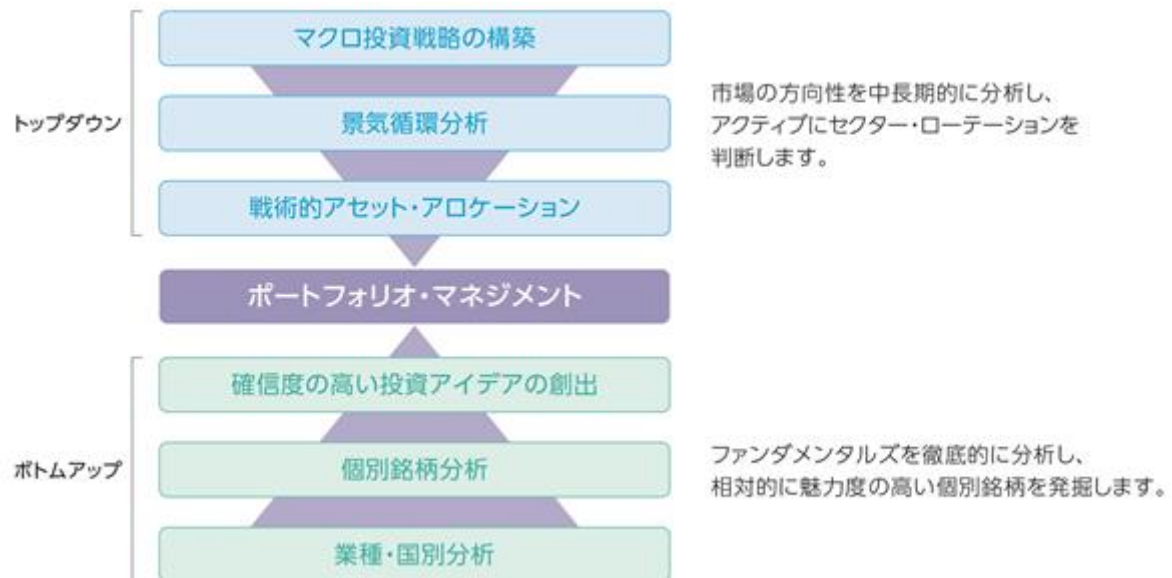 マクロ投資戦略の構築
トップダウン
景気循環分析
戦術的アセット・アロケーション
市場の方向性を中長期的に分析し、
アクティブにセクター・ローテーションを
判断します。
ポートフォリオ・マネジメント
確信度の高い投資アイデアの創出
ボトムアップ
個別銘柄分析
業種・国別分析
ファンダメンタルズを徹底的に分析し、
相対的に魅力度の高い個別銘柄を発掘します。